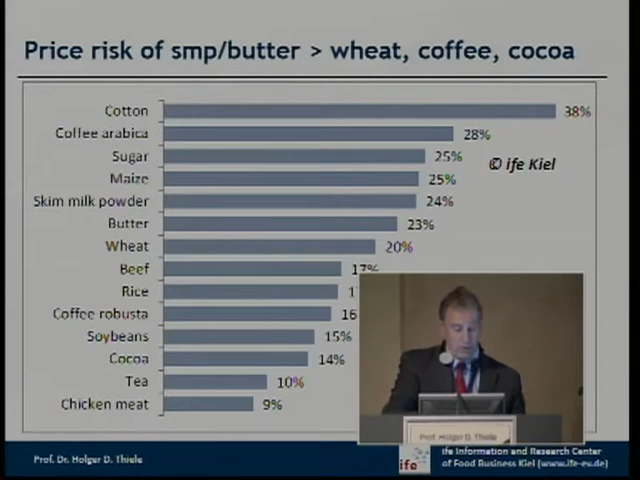 Price risk of smp/butter > wheat, coffee, cocoa
Cotton 38%
Coffee arabica 28%
Sugar 25%
© ife Kiel
Maize 25%
Skim milk powder 24%
Butter 23%
Wheat 20%
Beef 17%
Rice
Coffee robusta 16
Soybeans 15%
Cocoa 14%
Tea 10%
Chicken meat 9%
Prof. Holger D. Thiele
Prof. Dr. Holger D. Thiele
ife
ife Information and Research Center
of Food Business Kiel (www.ife-ev.de)